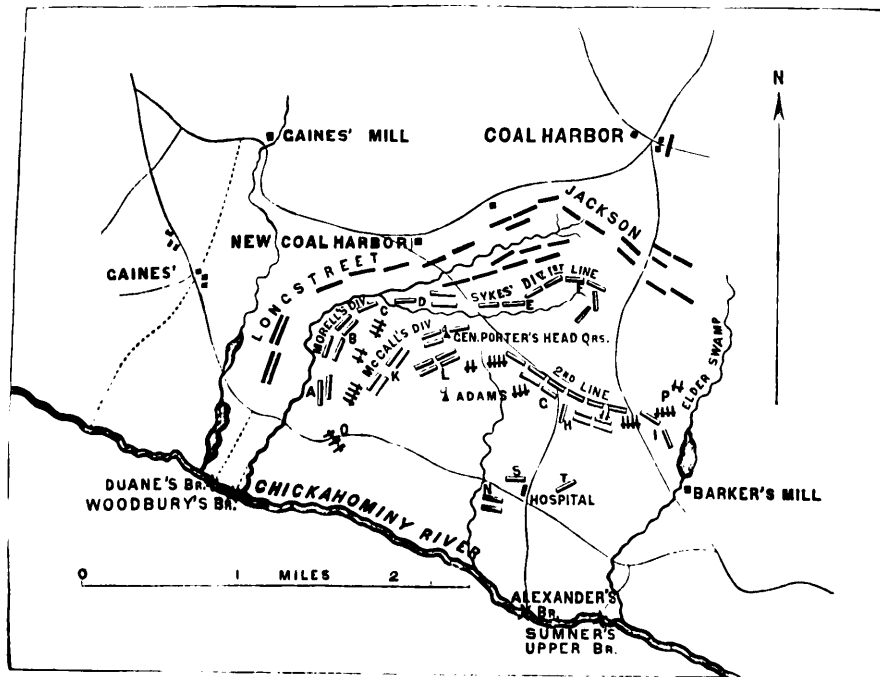 N
GAINES' MILL
COAL HARBOR
JACKSON
NEW COAL HARBOR
GAINES'
LONGSTREET
SYKES' DIV. 1ST LINE
MORELL'S DIV.
C
D
E
F
B
McCALL'S DIV
GEN. PORTER'S HEAD QRS.
A
K
L
ADAMS
2ND LINE
G
H
I
P
ELDER SWAMP
O
S
T
N
HOSPITAL
BARKER'S MILL
DUANE'S BR.
WOODBURY'S BR.
CHICKAHOMINY RIVER
0 1 MILES 2
ALEXANDER'S
BR.
SUMNER'S
UPPER BR.